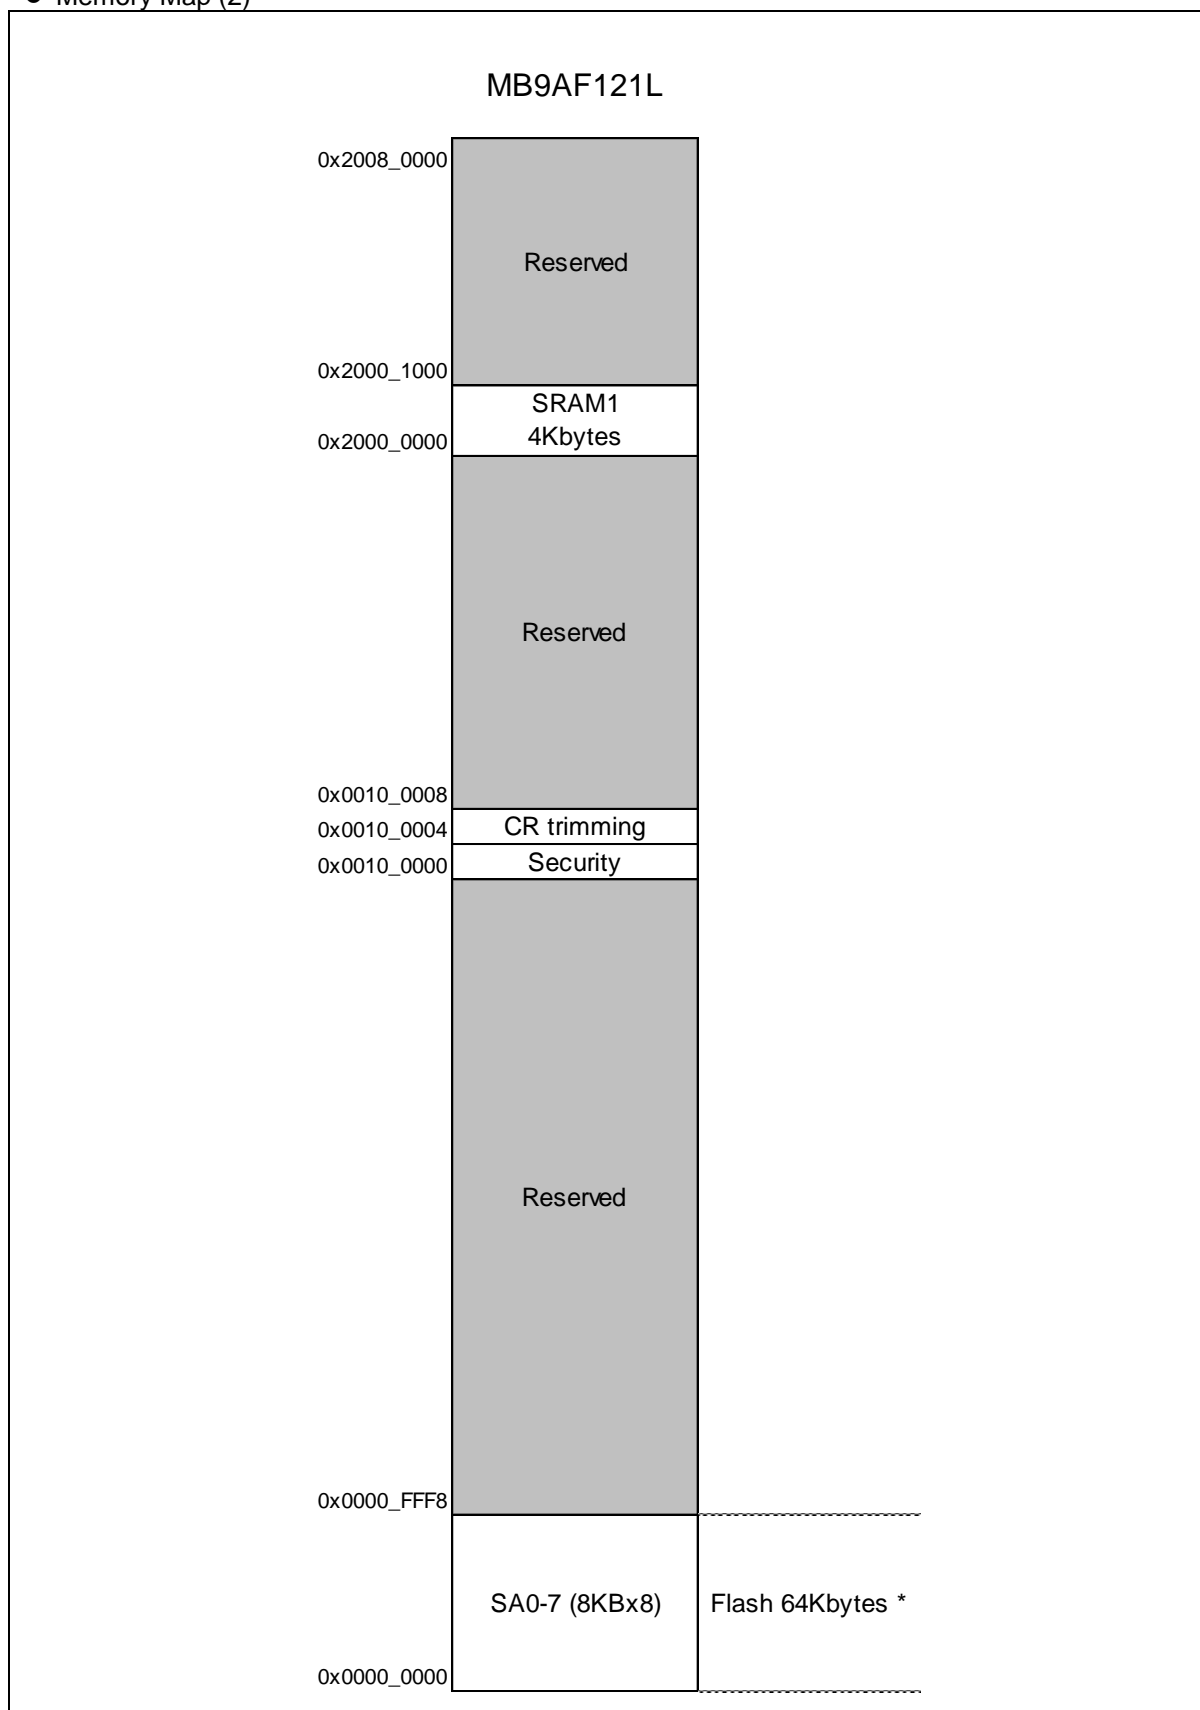 ● Memory Map (2)
MB9AF121L
0x2008_0000
Reserved
0x2000_1000
SRAM1
4Kbytes
0x2000_0000
Reserved
0x0010_0008
CR trimming
0x0010_0004
Security
0x0010_0000
Reserved
0x0000_FFF8
SA0-7 (8KBx8) Flash 64Kbytes *
0x0000_0000